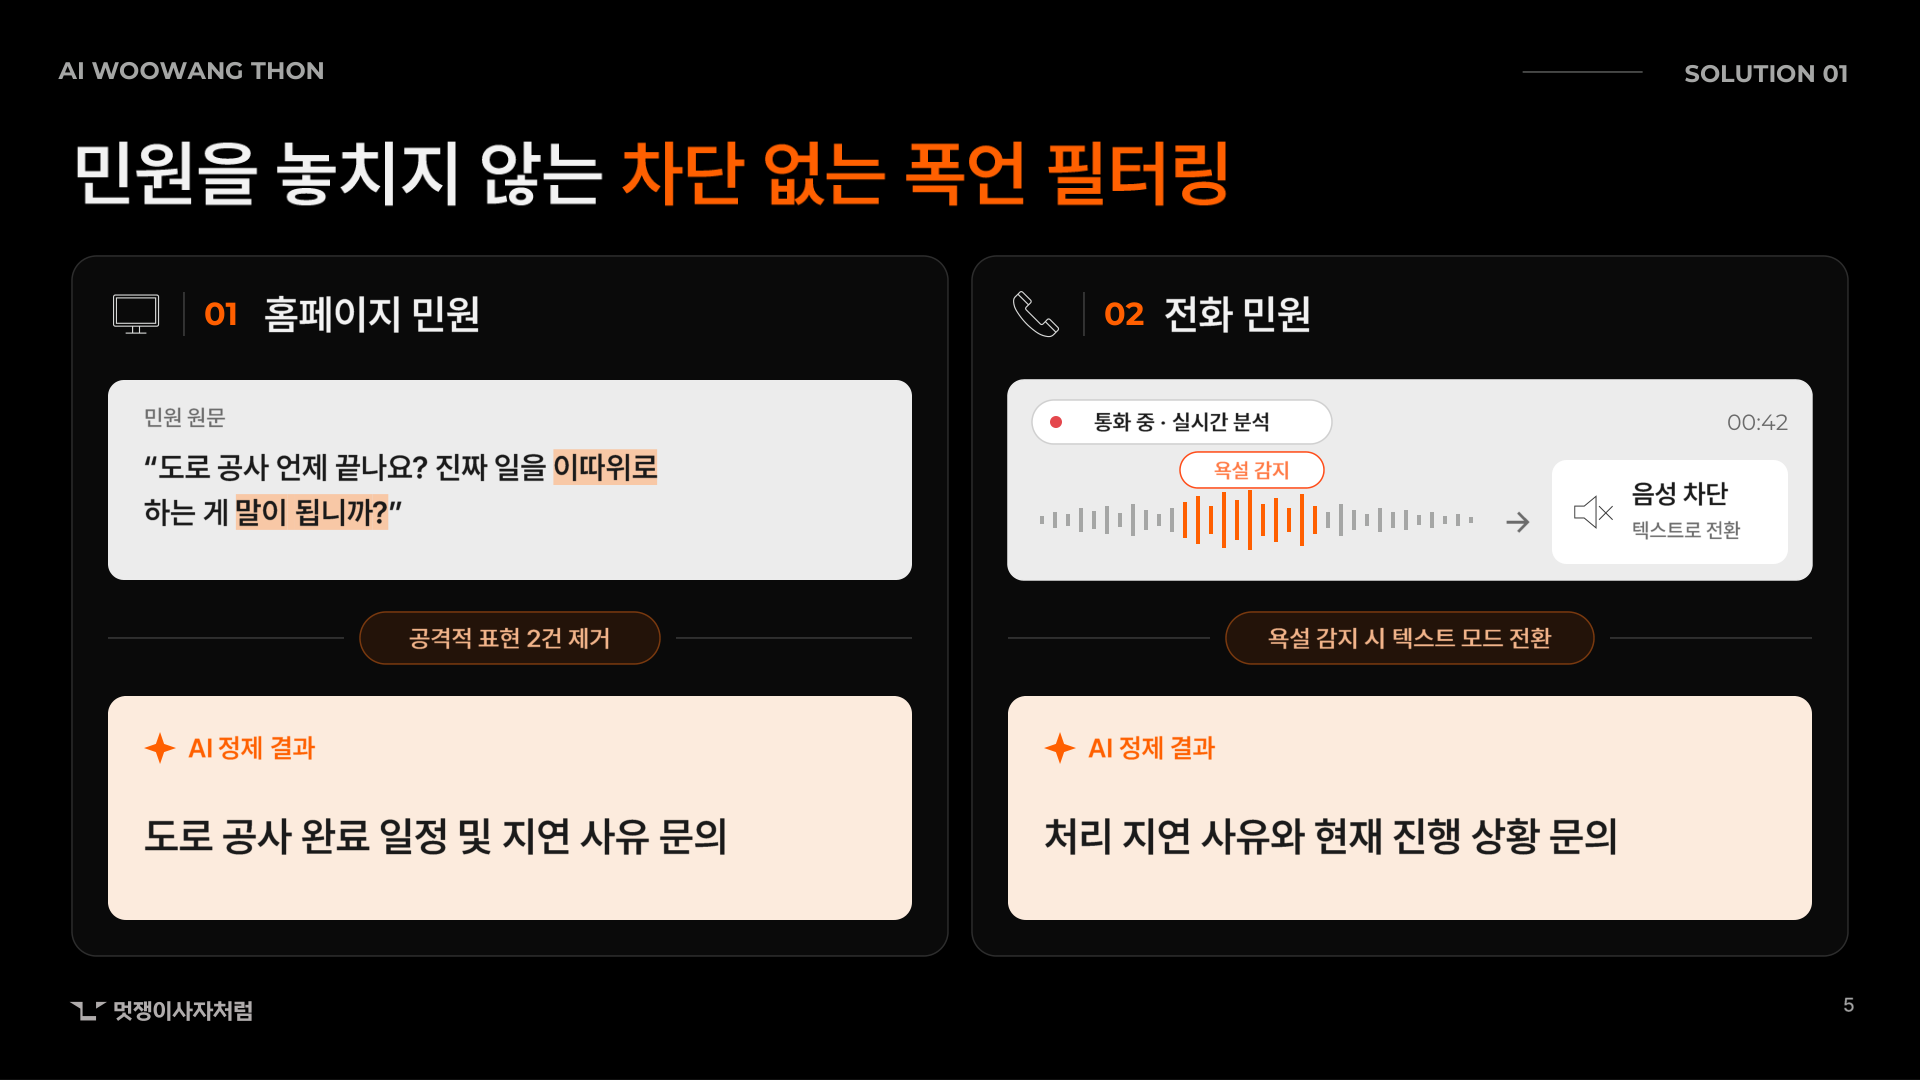 AI WOOWANG THON
SOLUTION 01
민원을 놓치지 않는 차단 없는 폭언 필터링
01 홈페이지 민원
민원 원문
“도로 공사 언제 끝나요? 진짜 일을 이따위로
하는 게 말이 됩니까?”
공격적 표현 2건 제거
AI 정제 결과
도로 공사 완료 일정 및 지연 사유 문의
02 전화 민원
통화 중 · 실시간 분석
00:42
욕설 감지
음성 차단
텍스트로 전환
욕설 감지 시 텍스트 모드 전환
AI 정제 결과
처리 지연 사유와 현재 진행 상황 문의
멋쟁이사자처럼
5